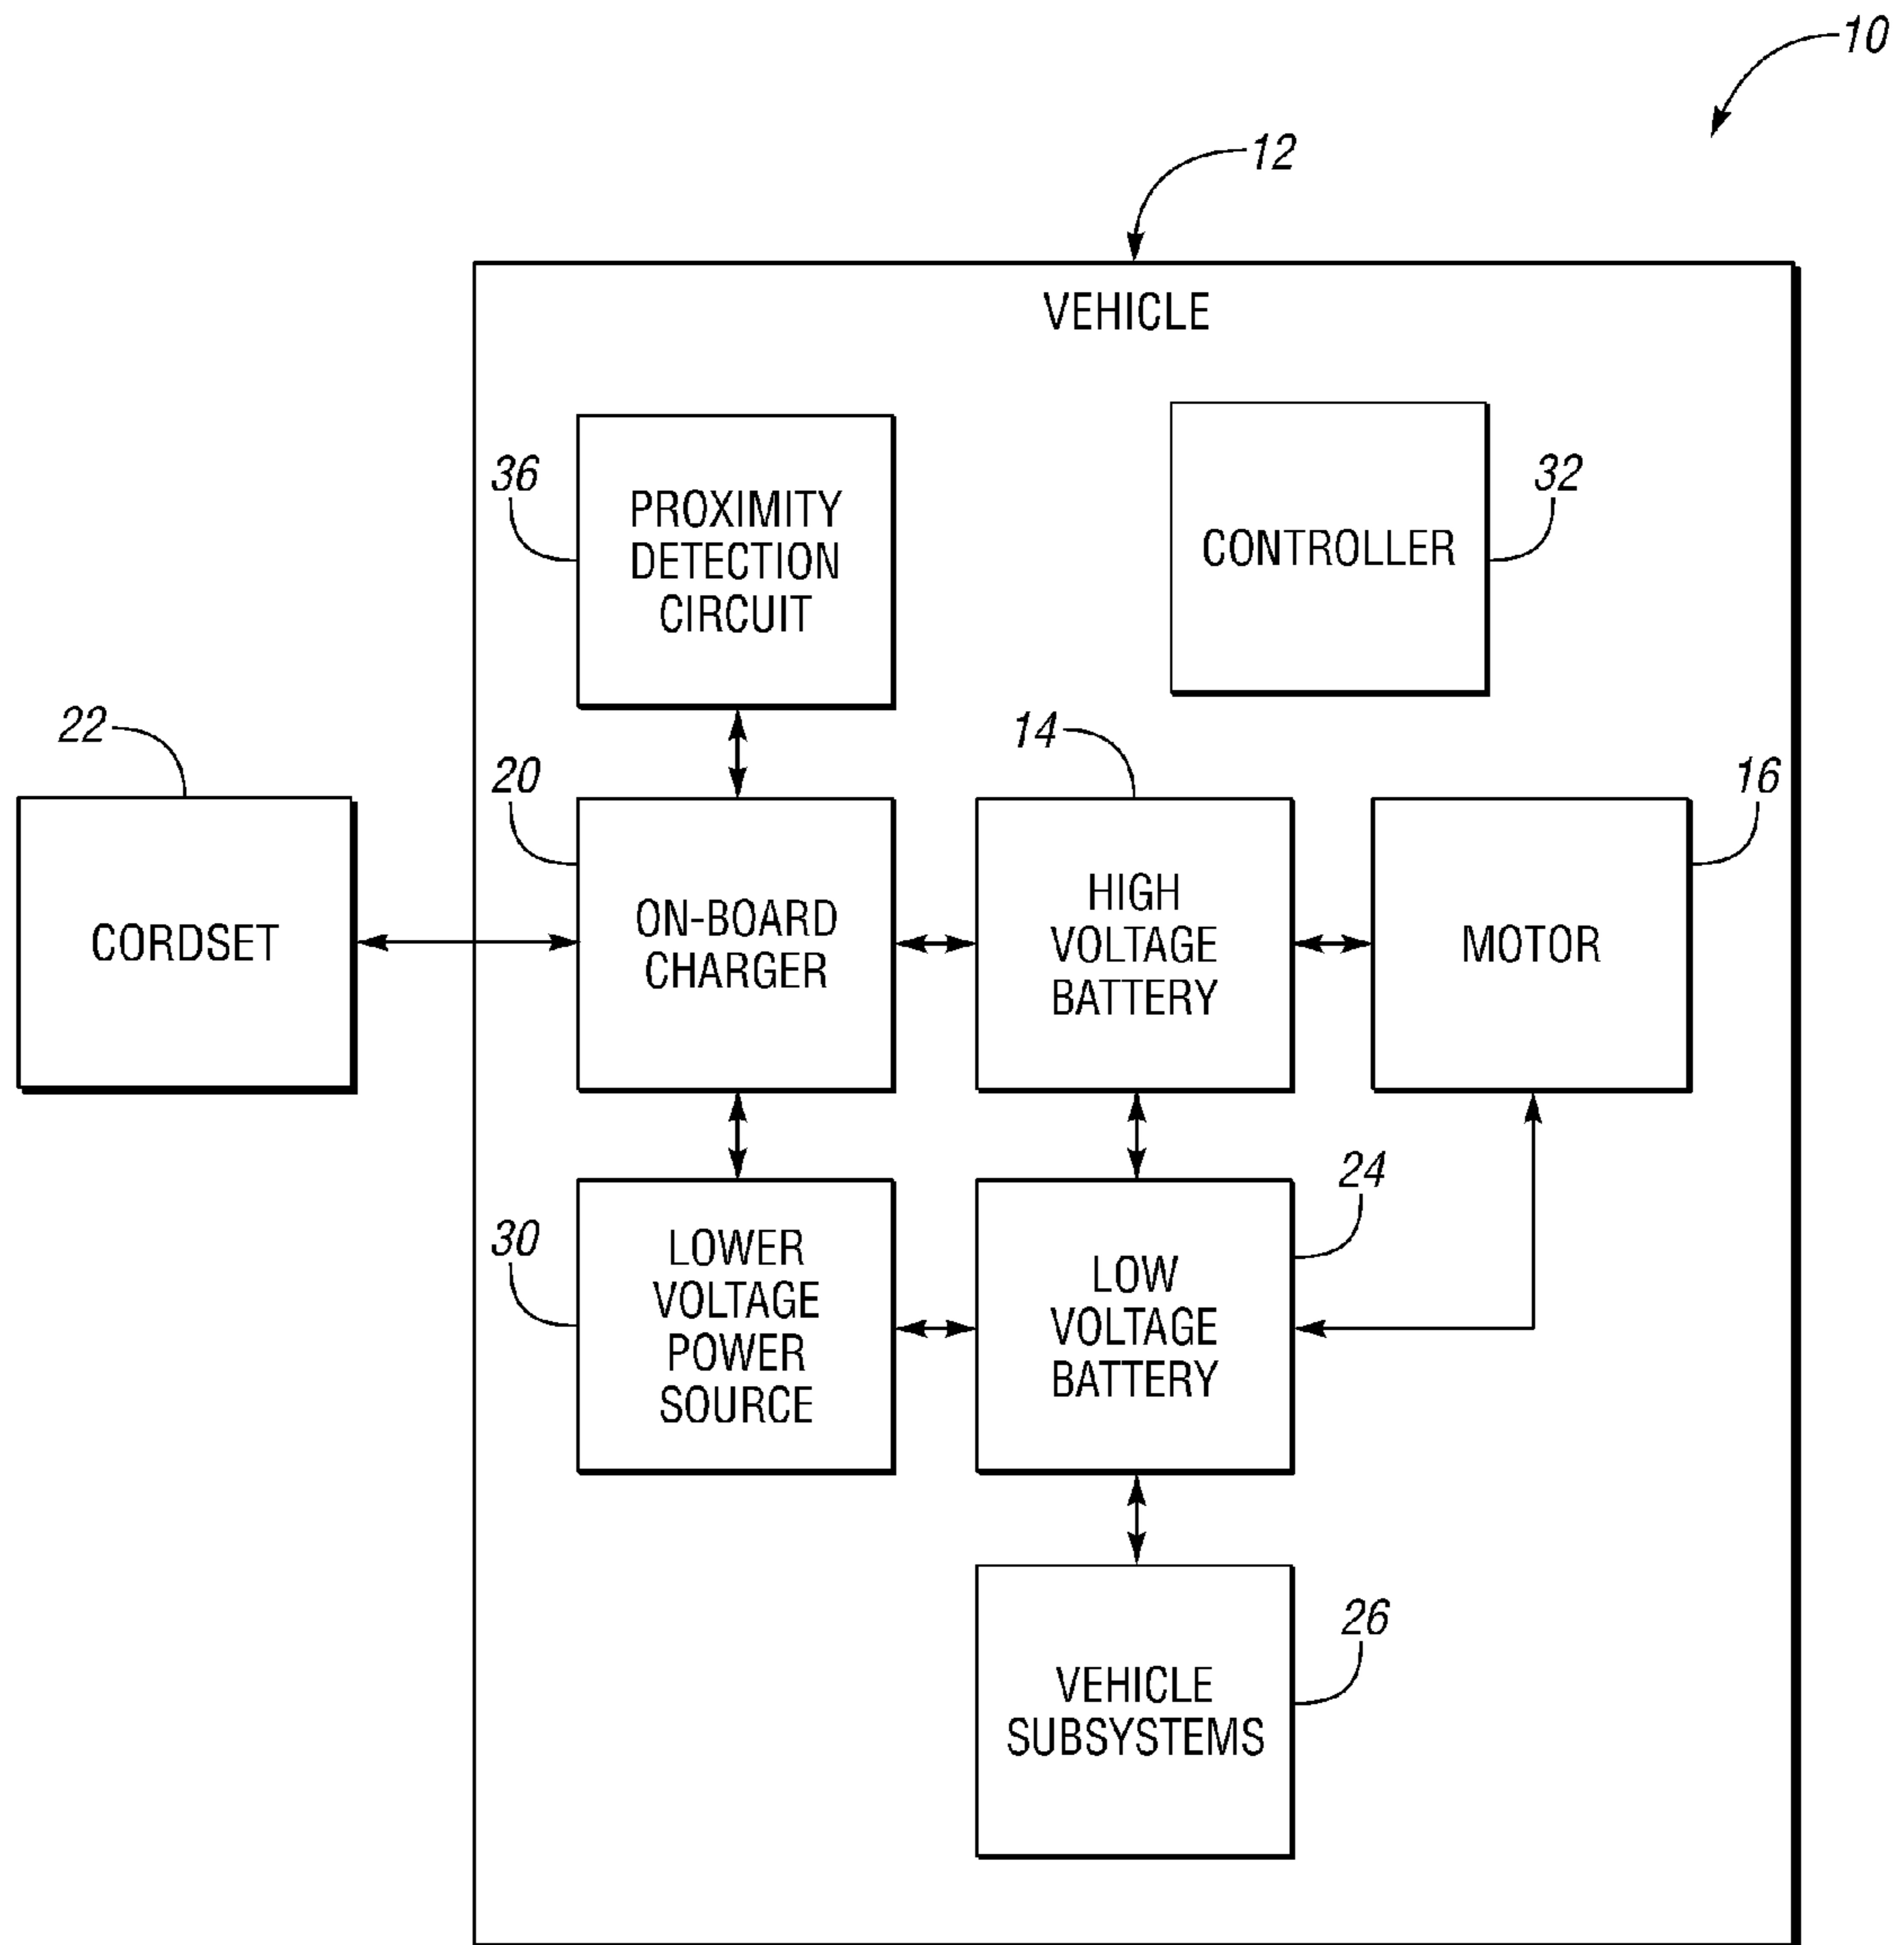 10
12
VEHICLE
36
PROXIMITY
DETECTION
CIRCUIT
CONTROLLER
32
22
CORDSET
20
ON-BOARD
CHARGER
14
HIGH
VOLTAGE
BATTERY
16
MOTOR
30
LOWER
VOLTAGE
POWER
SOURCE
24
LOW
VOLTAGE
BATTERY
26
VEHICLE
SUBSYSTEMS